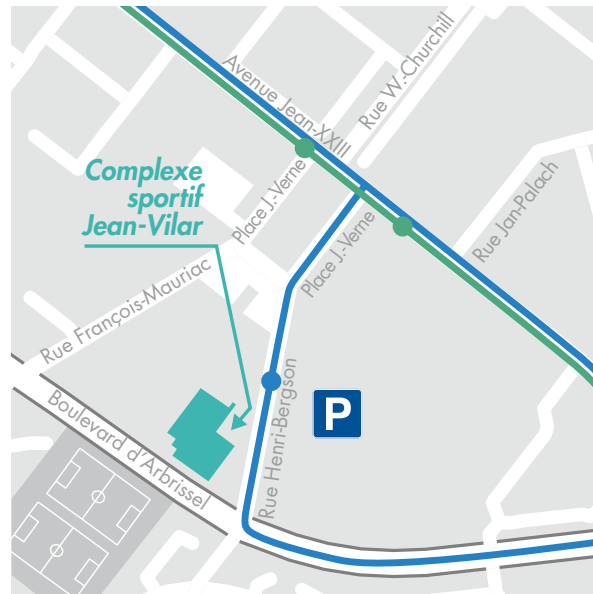 Avenue Jean-XXIII
Rue W.-Churchill
Complexe
sportif
Jean-Vilar
Place J.-Verne
Place J.-Verne
Rue Jan-Palach
Rue François-Mauriac
Rue Henri-Bergson
P
Boulevard d'Arbrissel